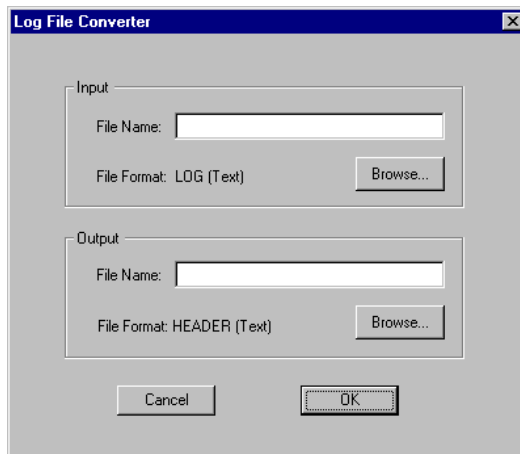 Log File Converter
Input
File Name:
File Format: LOG (Text)
Browse...
Output
File Name:
File Format: HEADER (Text)
Browse...
Cancel
OK